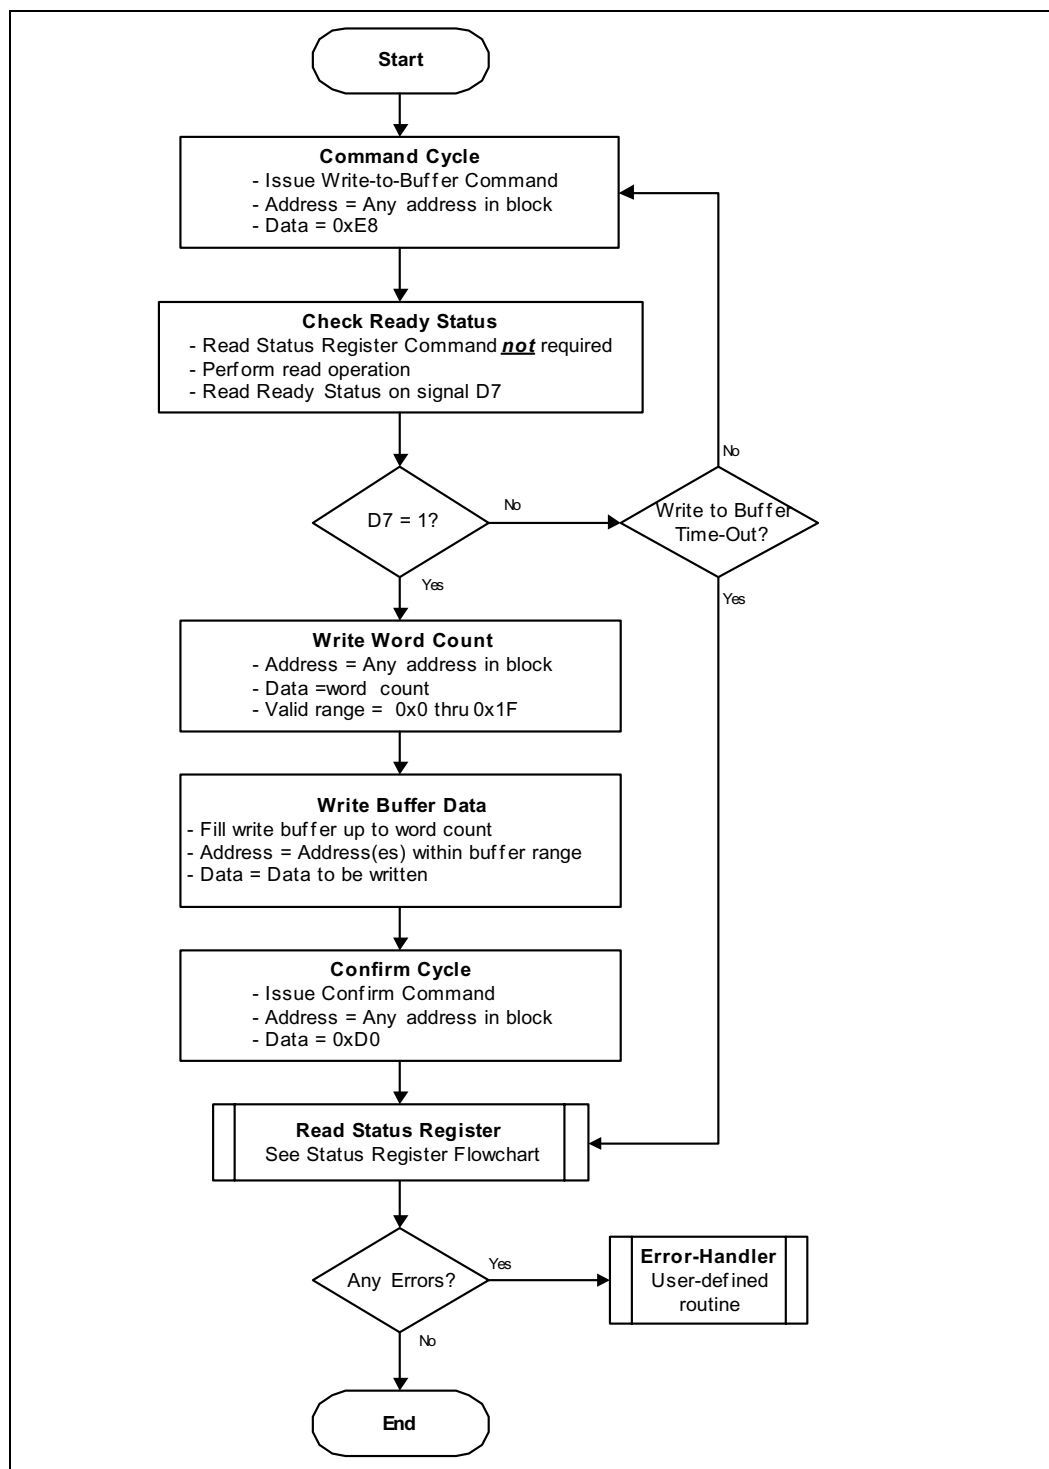 Start
Command Cycle
- Issue Write-to-Buffer Command
- Address = Any address in block
- Data = 0xE8
Check Ready Status
- Read Status Register Command not required
- Perform read operation
- Read Ready Status on signal D7
No
D7 = 1?
No
Write to Buffer
Time-Out?
Yes
Yes
Write Word Count
- Address = Any address in block
- Data =word count
- Valid range = 0x0 thru 0x1F
Write Buffer Data
- Fill write buffer up to word count
- Address = Address(es) within buffer range
- Data = Data to be written
Confirm Cycle
- Issue Confirm Command
- Address = Any address in block
- Data = 0xD0
Read Status Register
See Status Register Flowchart
Any Errors?
Yes
Error-Handler
User-defined
routine
No
End